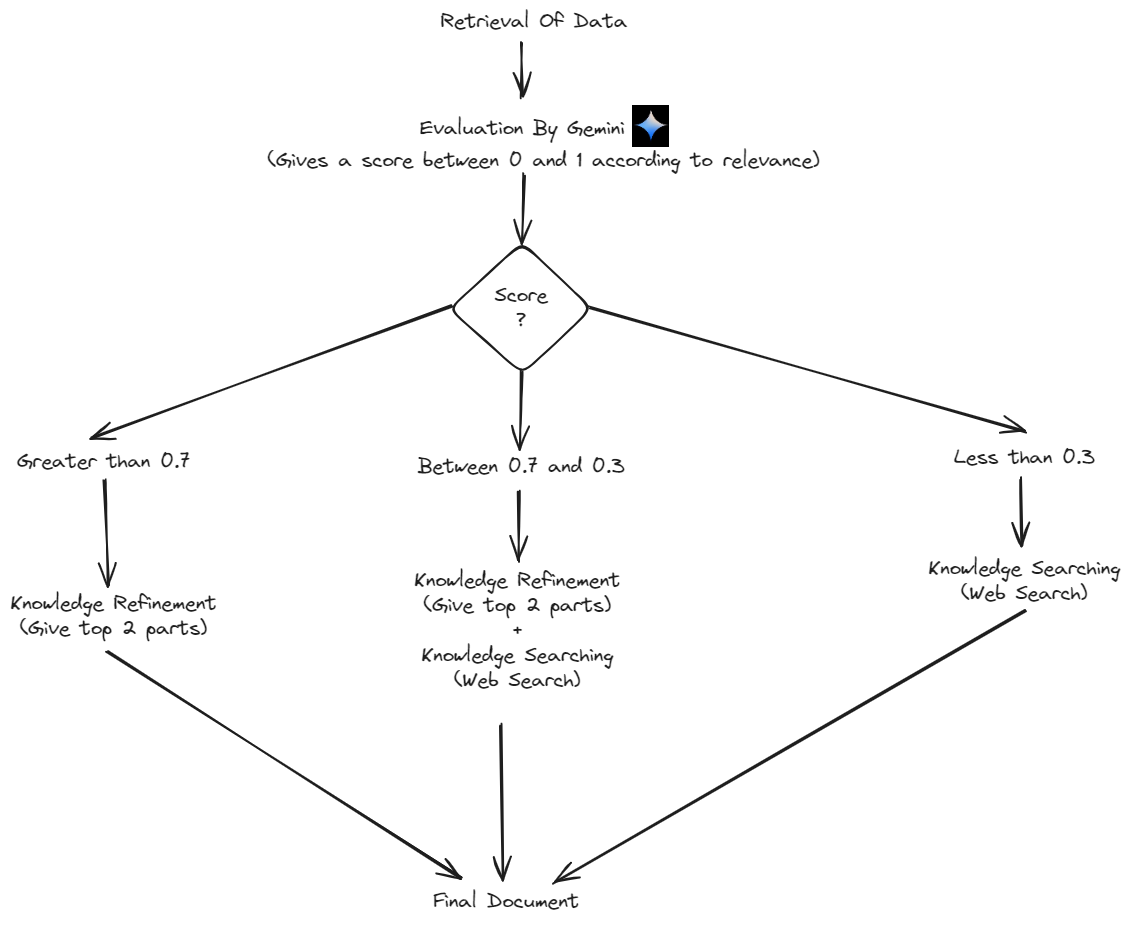 Retrieval Of Data
Evaluation By Gemini
(Gives a score between 0 and 1 according to relevance)
Score
?
Greater than 0.7
Between 0.7 and 0.3
Less than 0.3
Knowledge Refinement
(Give top 2 parts)
Knowledge Refinement
(Give top 2 parts)
+
Knowledge Searching
(Web Search)
Knowledge Searching
(Web Search)
Final Document